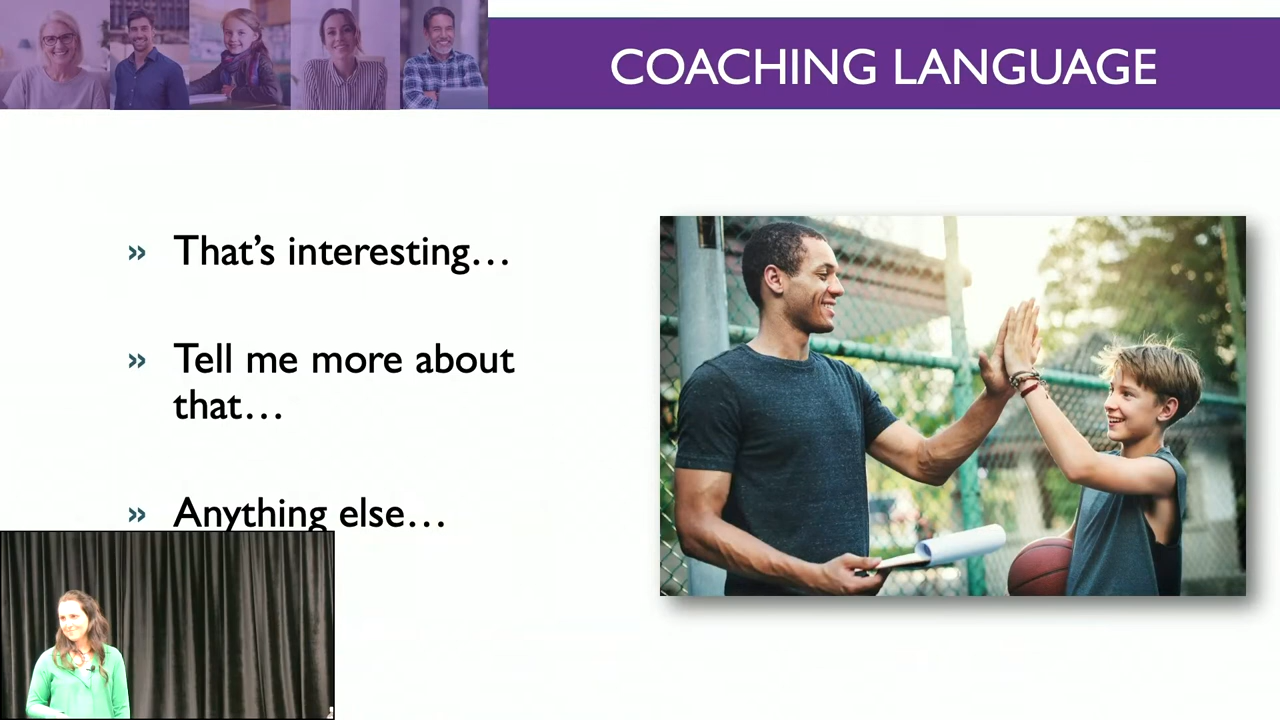 COACHING LANGUAGE
» That’s interesting…
» Tell me more about
that…
» Anything else…